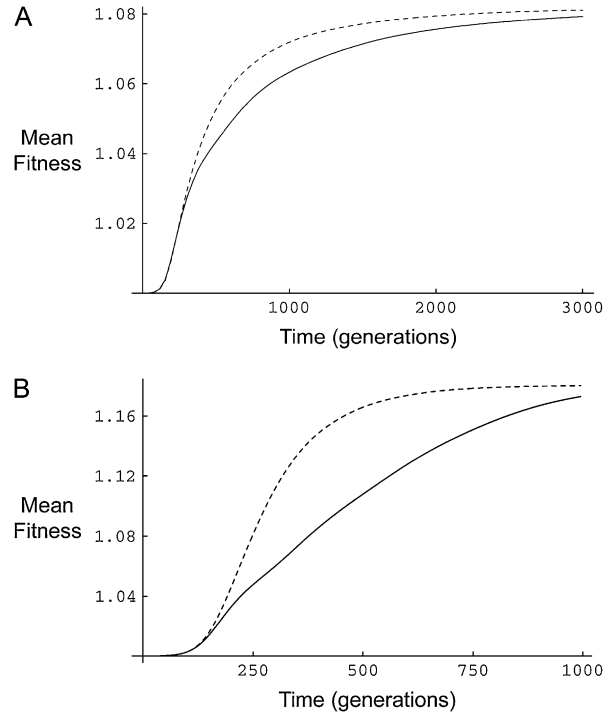 A
1.08
1.06
Mean
Fitness
1.04
1.02
1000 2000 3000
Time (generations)
B
1.16
1.12
Mean
Fitness
1.08
1.04
250 500 750 1000
Time (generations)